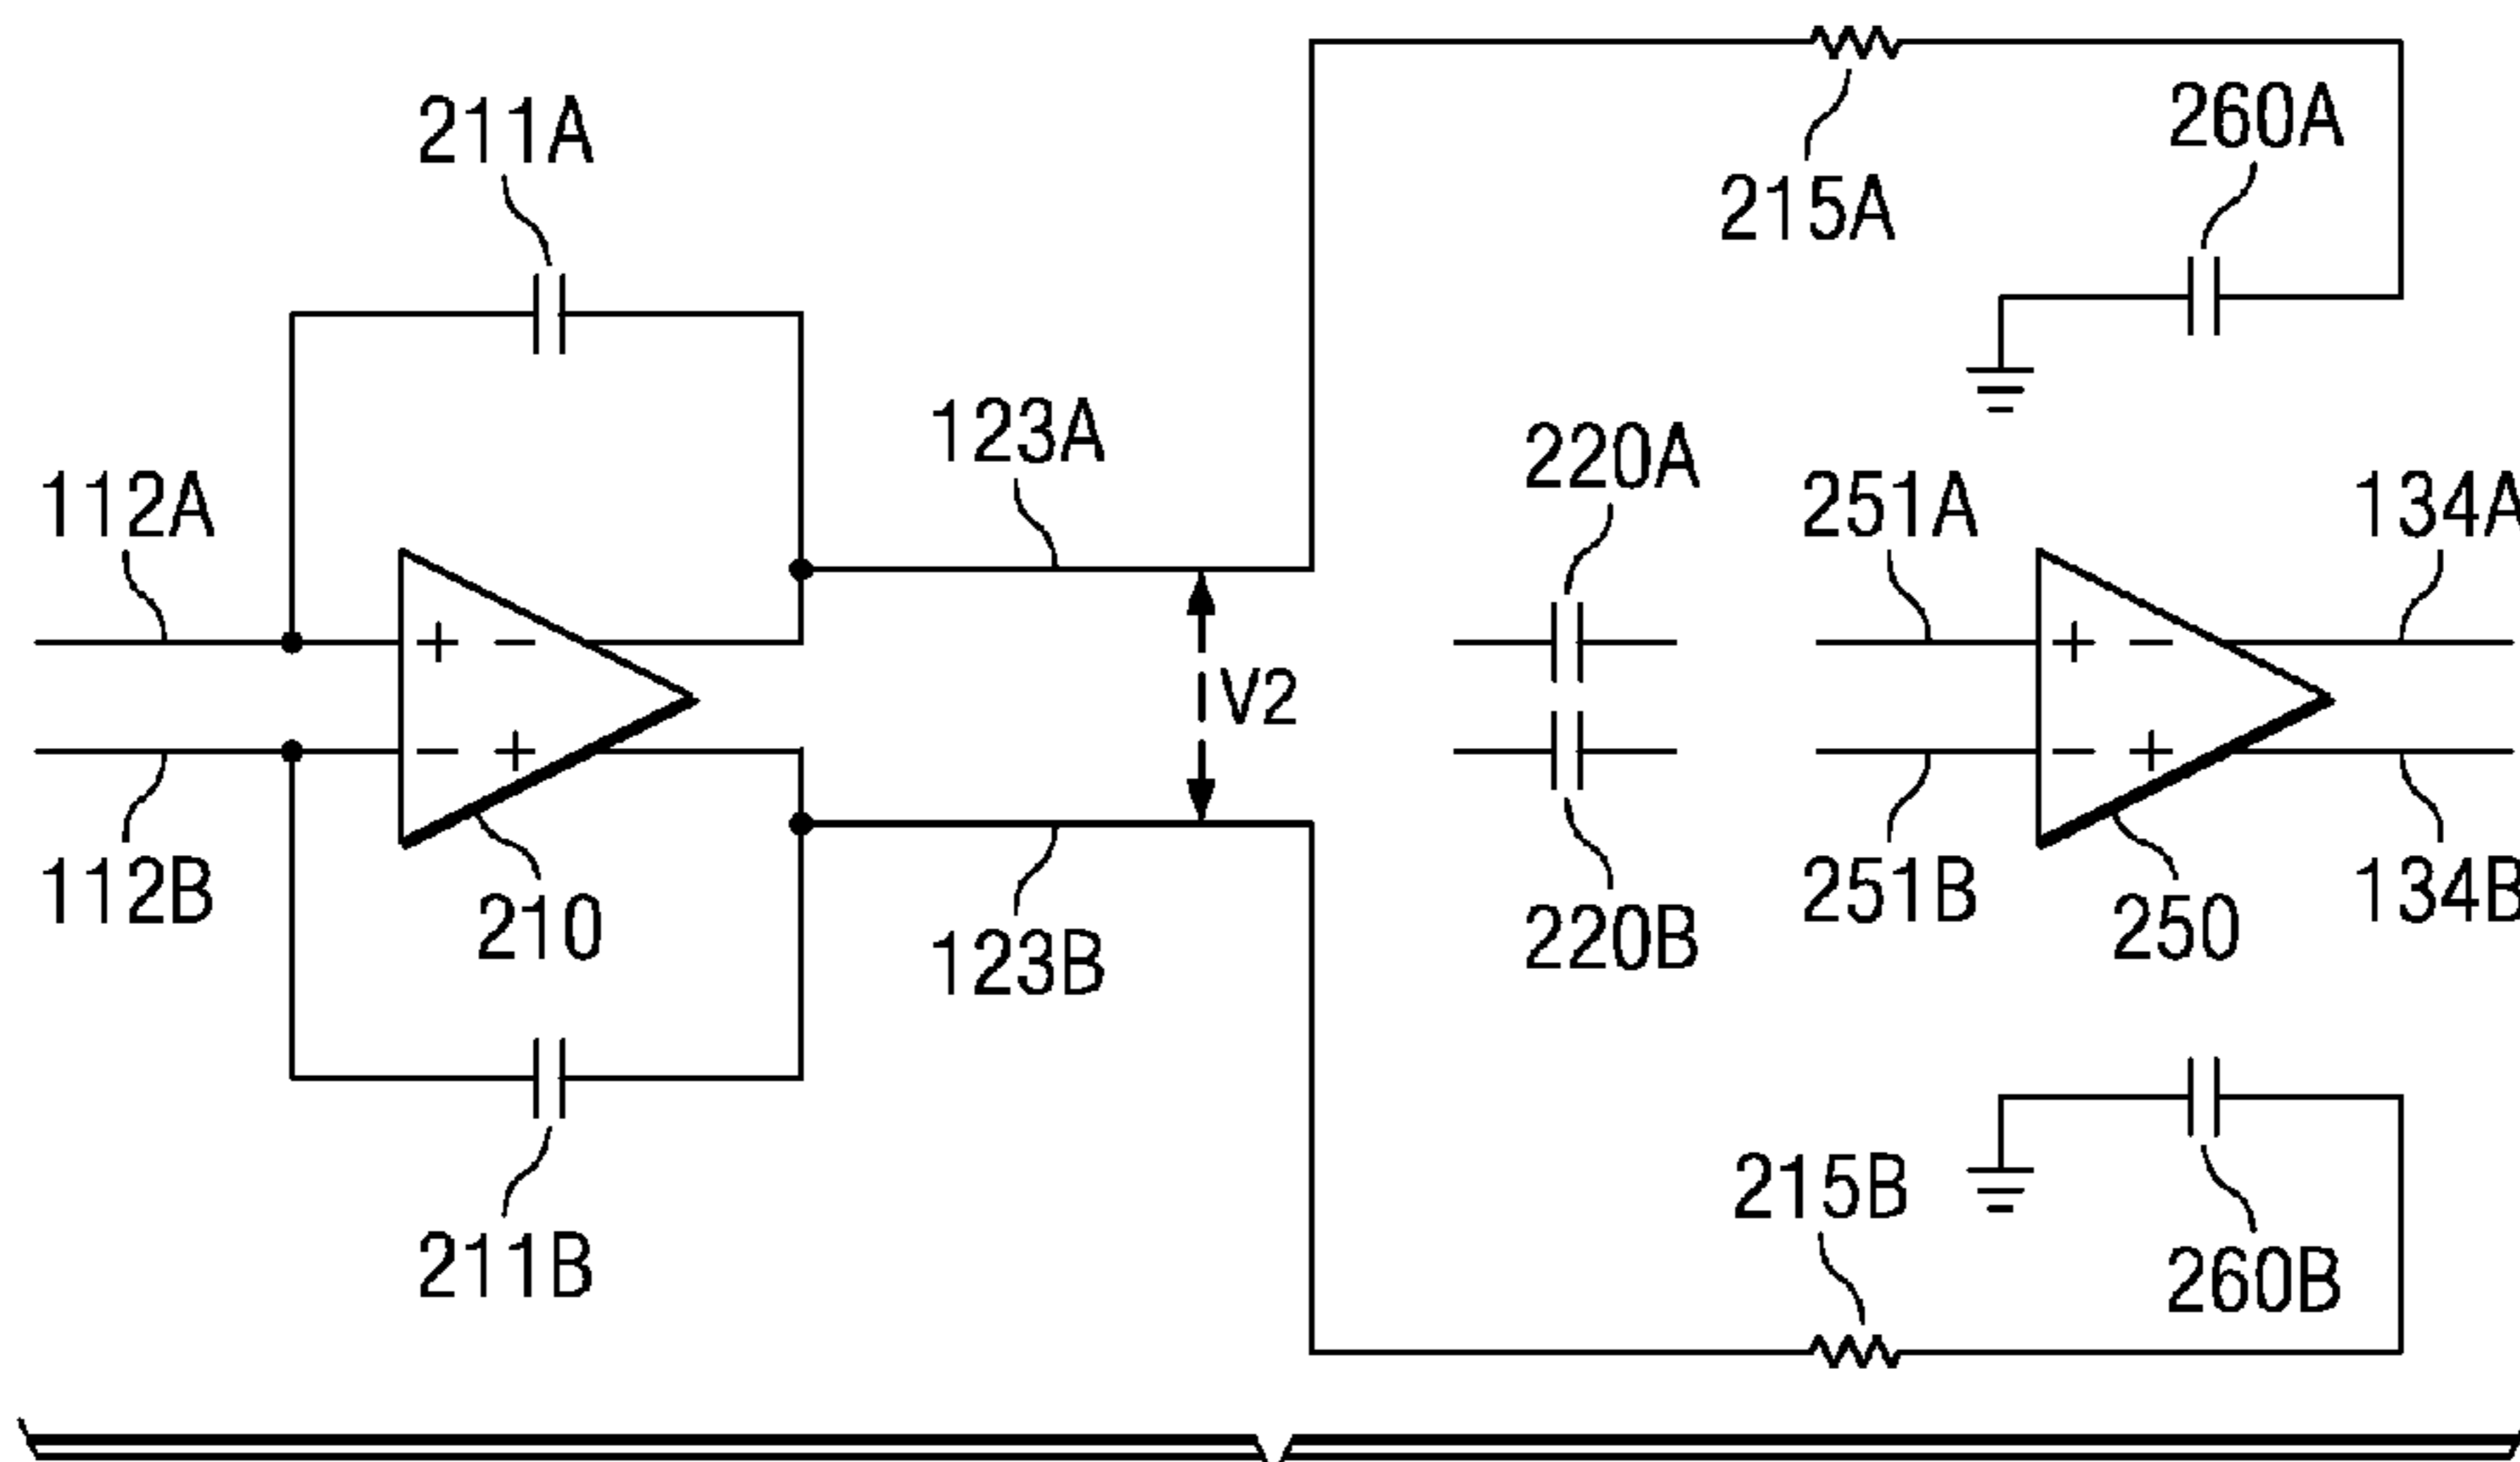 211A
260A
215A
123A
220A
112A
251A
134A
+ −
+ −
V2
− +
− +
112B
251B
134B
210
220B
250
123B
215B
211B
260B